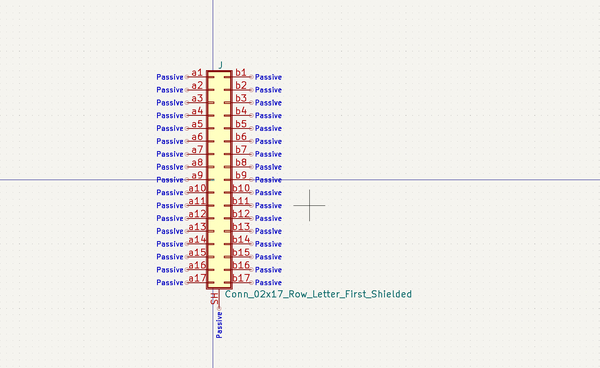 J
Passive a1 b1 Passive
Passive a2 b2 Passive
Passive a3 b3 Passive
Passive a4 b4 Passive
Passive a5 b5 Passive
Passive a6 b6 Passive
Passive a7 b7 Passive
Passive a8 b8 Passive
Passive a9 b9 Passive
Passive a10 b10 Passive
Passive a11 b11 Passive
Passive a12 b12 Passive
Passive a13 b13 Passive
Passive a14 b14 Passive
Passive a15 b15 Passive
Passive a16 b16 Passive
Passive a17 b17 Passive
SH Conn_02x17_Row_Letter_First_Shielded
Passive